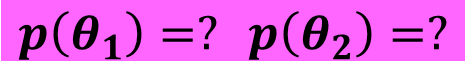 p(θ₁) =? p(θ₂) =?